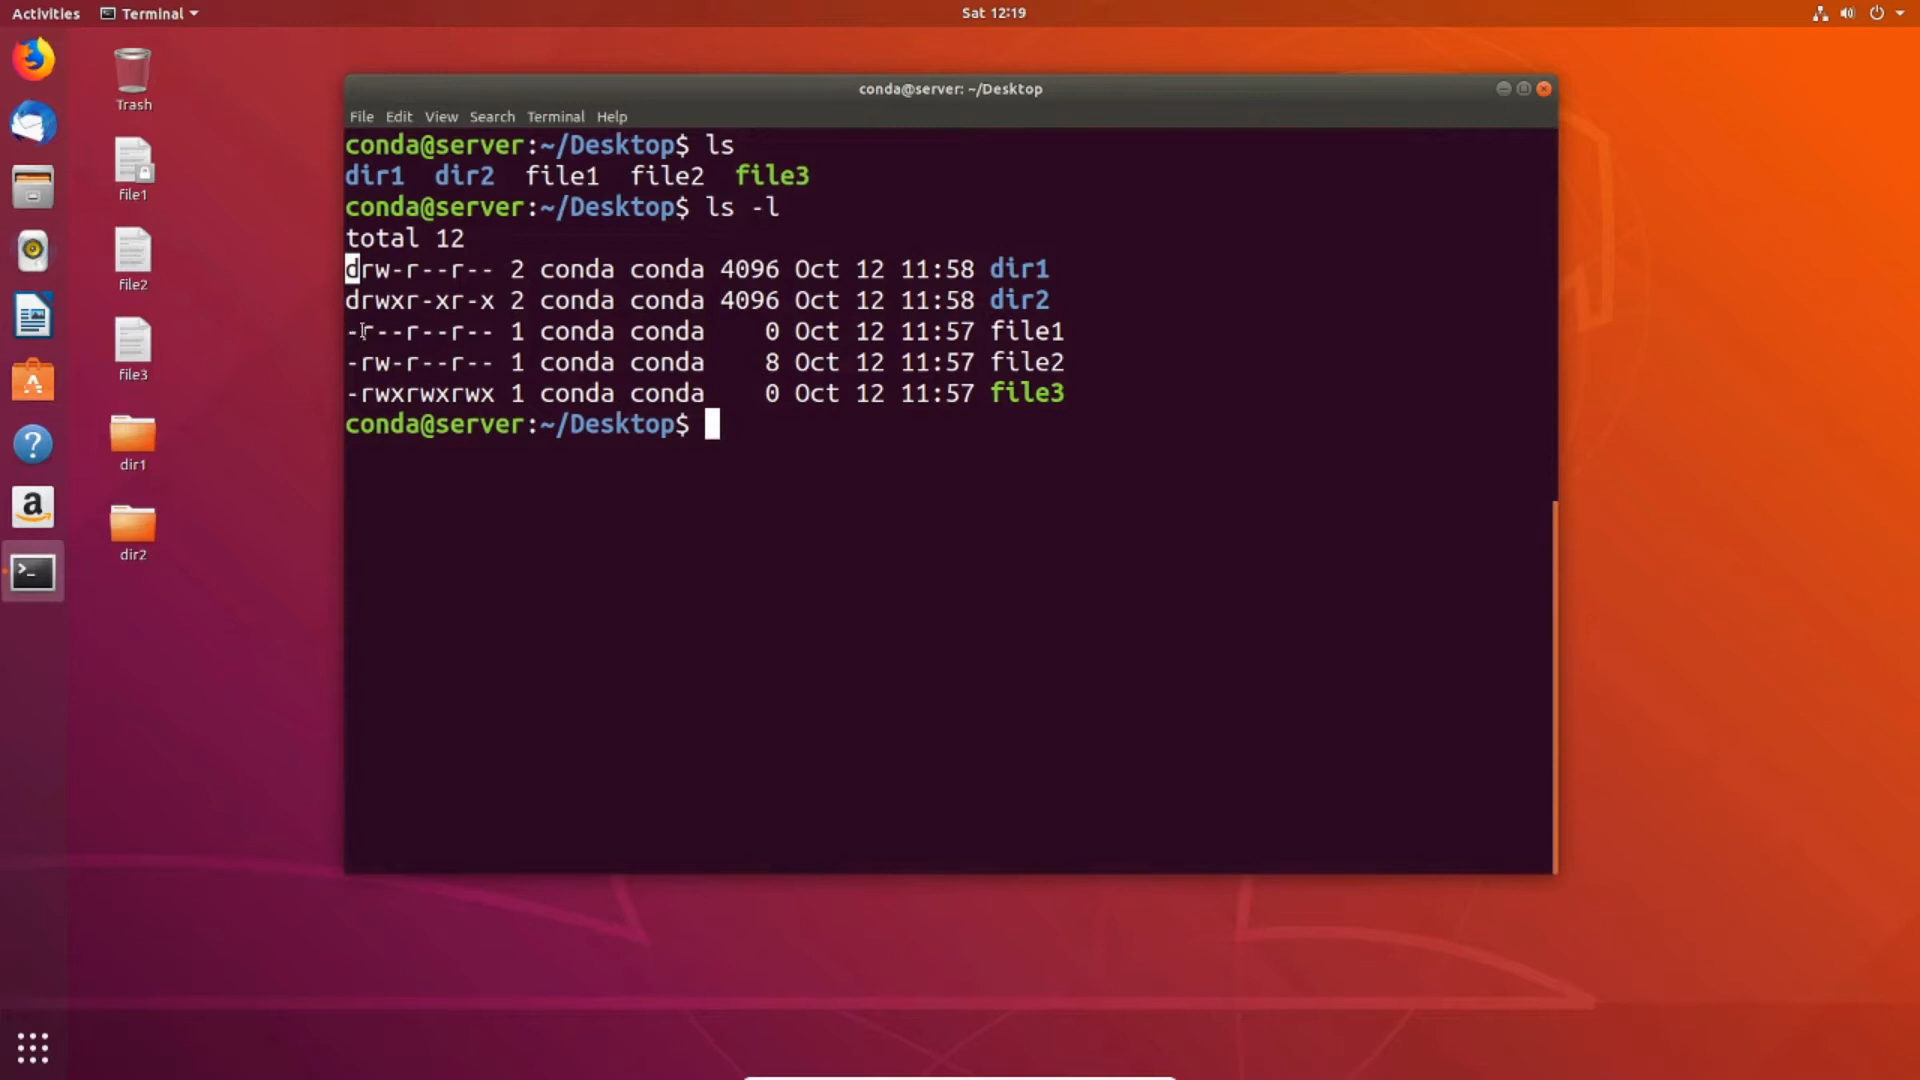 Activities Terminal Sat 12:19
Trash
file1
file2
file3
dir1
dir2
conda@server: ~/Desktop
File Edit View Search Terminal Help
conda@server:~/Desktop$ ls
dir1 dir2 file1 file2 file3
conda@server:~/Desktop$ ls -l
total 12
drw-r--r-- 2 conda conda 4096 Oct 12 11:58 dir1
drwxr-xr-x 2 conda conda 4096 Oct 12 11:58 dir2
-r--r--r-- 1 conda conda 0 Oct 12 11:57 file1
-rw-r--r-- 1 conda conda 8 Oct 12 11:57 file2
-rwxrwxrwx 1 conda conda 0 Oct 12 11:57 file3
conda@server:~/Desktop$